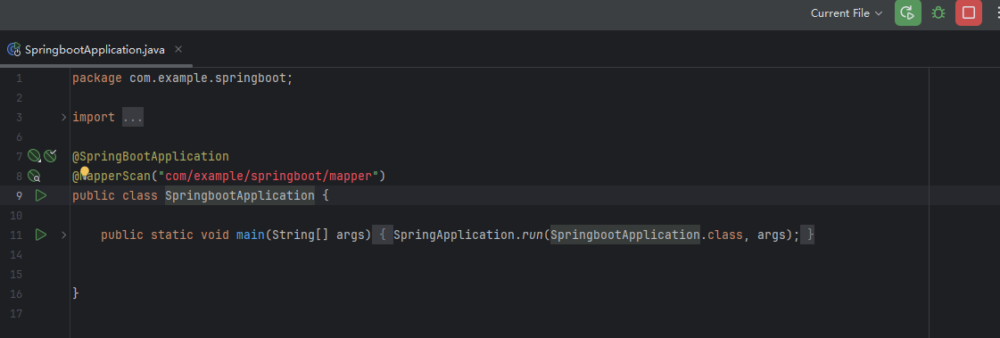 Current File
SpringbootApplication.java
1 package com.example.springboot;
2
3 import ...
6
7 @SpringBootApplication
8 @MapperScan("com/example/springboot/mapper")
9 public class SpringbootApplication {
10
11 public static void main(String[] args) { SpringApplication.run(SpringbootApplication.class, args); }
14
15
16 }
17